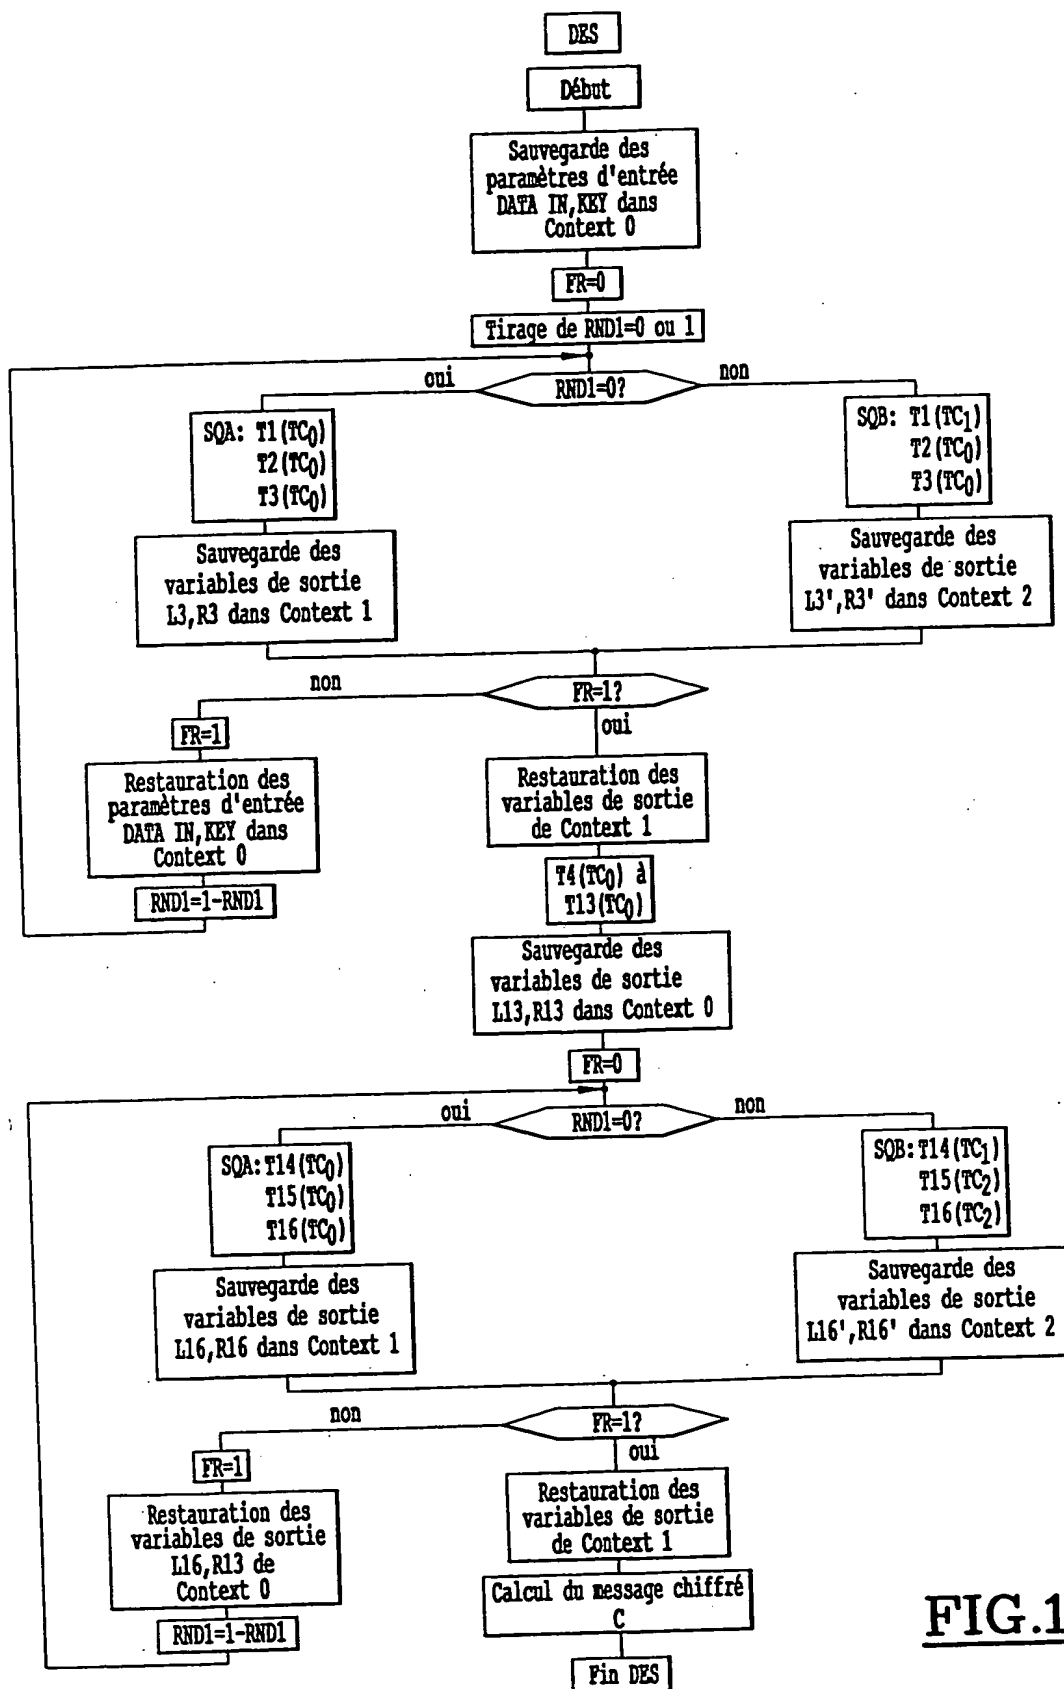 DES
Début
Sauvegarde des
paramètres d'entrée
DATA IN,KEY dans
Context 0
FR=0
Tirage de RND1=0 ou 1
oui
RND1=0?
non
SQA: T1(TC0)
T2(TC0)
T3(TC0)
SQB: T1(TC1)
T2(TC0)
T3(TC0)
Sauvegarde des
variables de sortie
L3,R3 dans Context 1
Sauvegarde des
variables de sortie
L3',R3' dans Context 2
non
FR=1?
oui
FR=1
Restauration des
paramètres d'entrée
DATA IN,KEY dans
Context 0
RND1=1-RND1
Restauration des
variables de sortie
de Context 1
T4(TC0) à
T13(TC0)
Sauvegarde des
variables de sortie
L13,R13 dans Context 0
FR=0
oui
RND1=0?
non
SQA:T14(TC0)
T15(TC0)
T16(TC0)
SQB:T14(TC1)
T15(TC2)
T16(TC2)
Sauvegarde des
variables de sortie
L16,R16 dans Context 1
Sauvegarde des
variables de sortie
L16',R16' dans Context 2
non
FR=1?
oui
FR=1
Restauration des
variables de sortie
L16,R13 de
Context 0
RND1=1-RND1
Restauration des
variables de sortie
de Context 1
Calcul du message chiffré
C
Fin DES
FIG.1